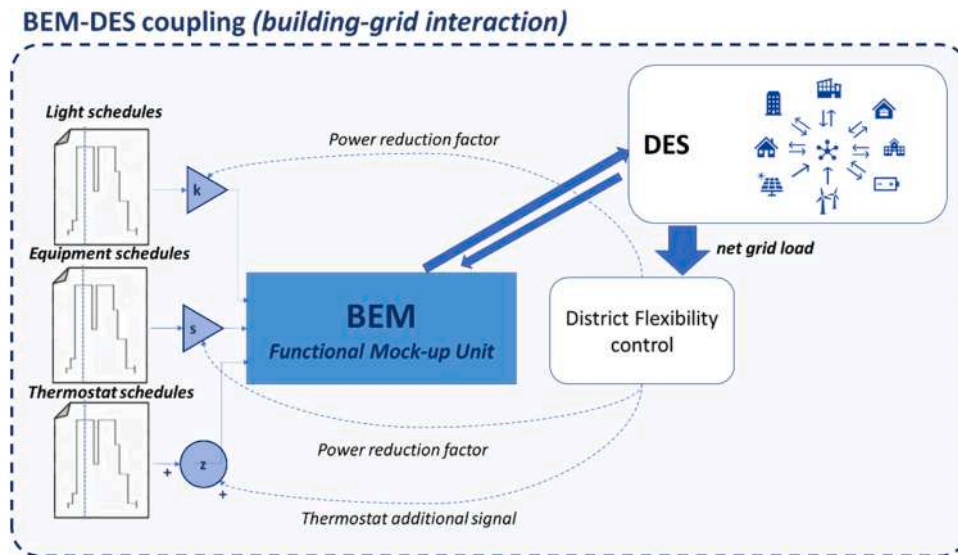 BEM-DES coupling (building-grid interaction)
Light schedules
Power reduction factor
k
DES
Equipment schedules
net grid load
s
BEM
Functional Mock-up Unit
District Flexibility
control
Thermostat schedules
Power reduction factor
+
z
+
Thermostat additional signal